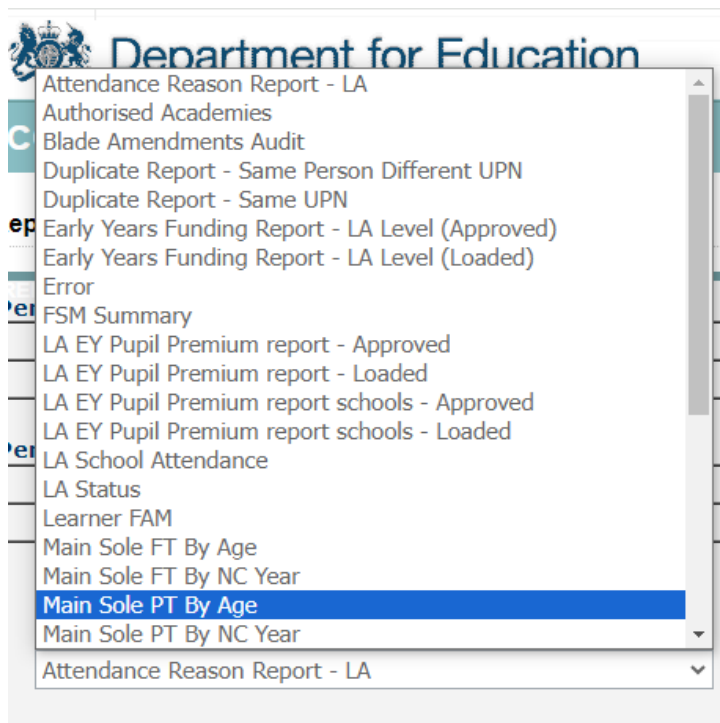 Department for Education
Attendance Reason Report - LA
Authorised Academies
Blade Amendments Audit
Duplicate Report - Same Person Different UPN
Duplicate Report - Same UPN
Early Years Funding Report - LA Level (Approved)
Early Years Funding Report - LA Level (Loaded)
Error
FSM Summary
LA EY Pupil Premium report - Approved
LA EY Pupil Premium report - Loaded
LA EY Pupil Premium report schools - Approved
LA EY Pupil Premium report schools - Loaded
LA School Attendance
LA Status
Learner FAM
Main Sole FT By Age
Main Sole FT By NC Year
Main Sole PT By Age
Main Sole PT By NC Year
Attendance Reason Report - LA